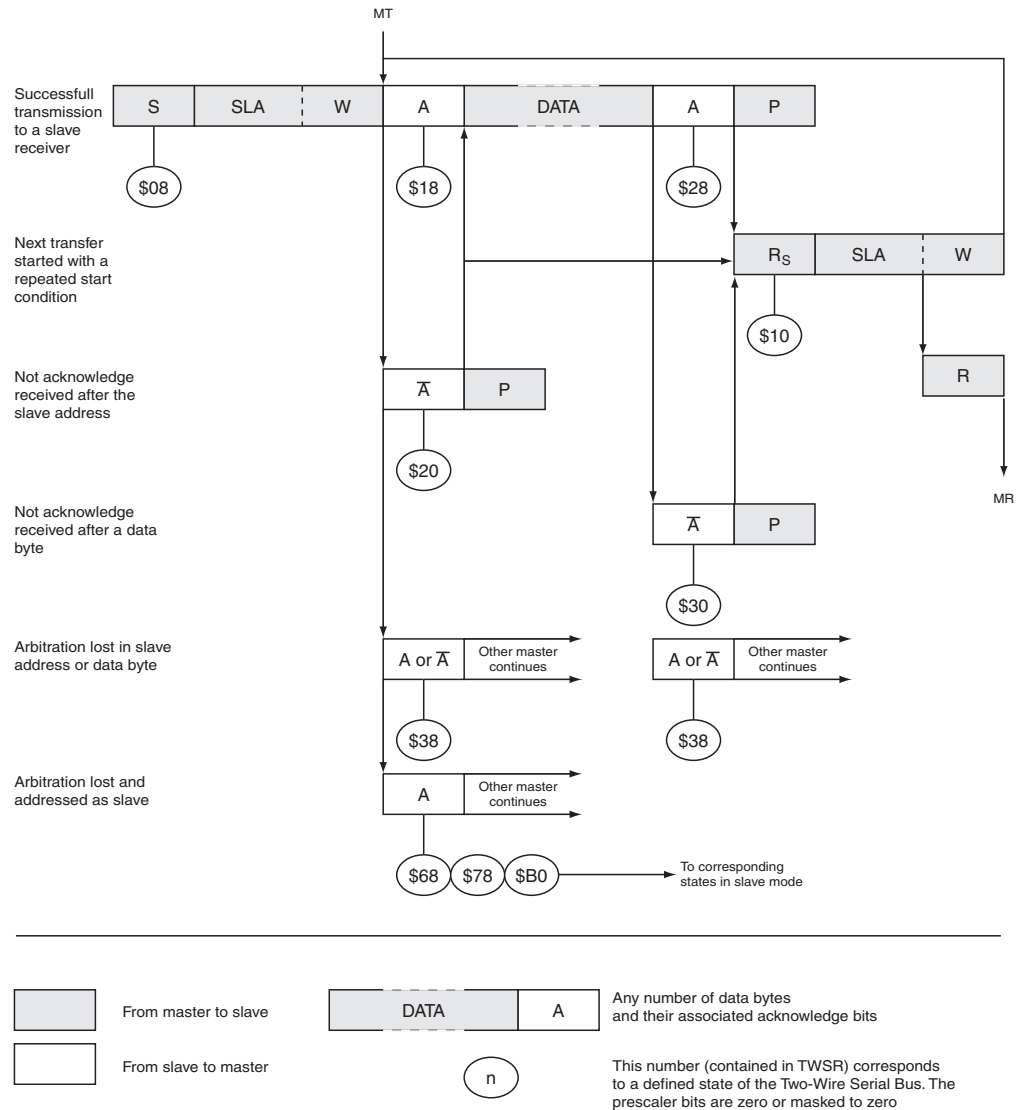 MT
Successfull
transmission
to a slave
receiver
S SLA W A DATA A P
$08 $18 $28
Next transfer
started with a
repeated start
condition
RS SLA W
$10
Not acknowledge
received after the
slave address
A̅ P
R
$20
MR
Not acknowledge
received after a data
byte
A̅ P
$30
Arbitration lost in slave
address or data byte
A or A̅
Other master
continues
A or A̅
Other master
continues
$38 $38
Arbitration lost and
addressed as slave
A
Other master
continues
$68 $78 $B0
To corresponding
states in slave mode
From master to slave
DATA A
Any number of data bytes
and their associated acknowledge bits
From slave to master
n
This number (contained in TWSR) corresponds
to a defined state of the Two-Wire Serial Bus. The
prescaler bits are zero or masked to zero